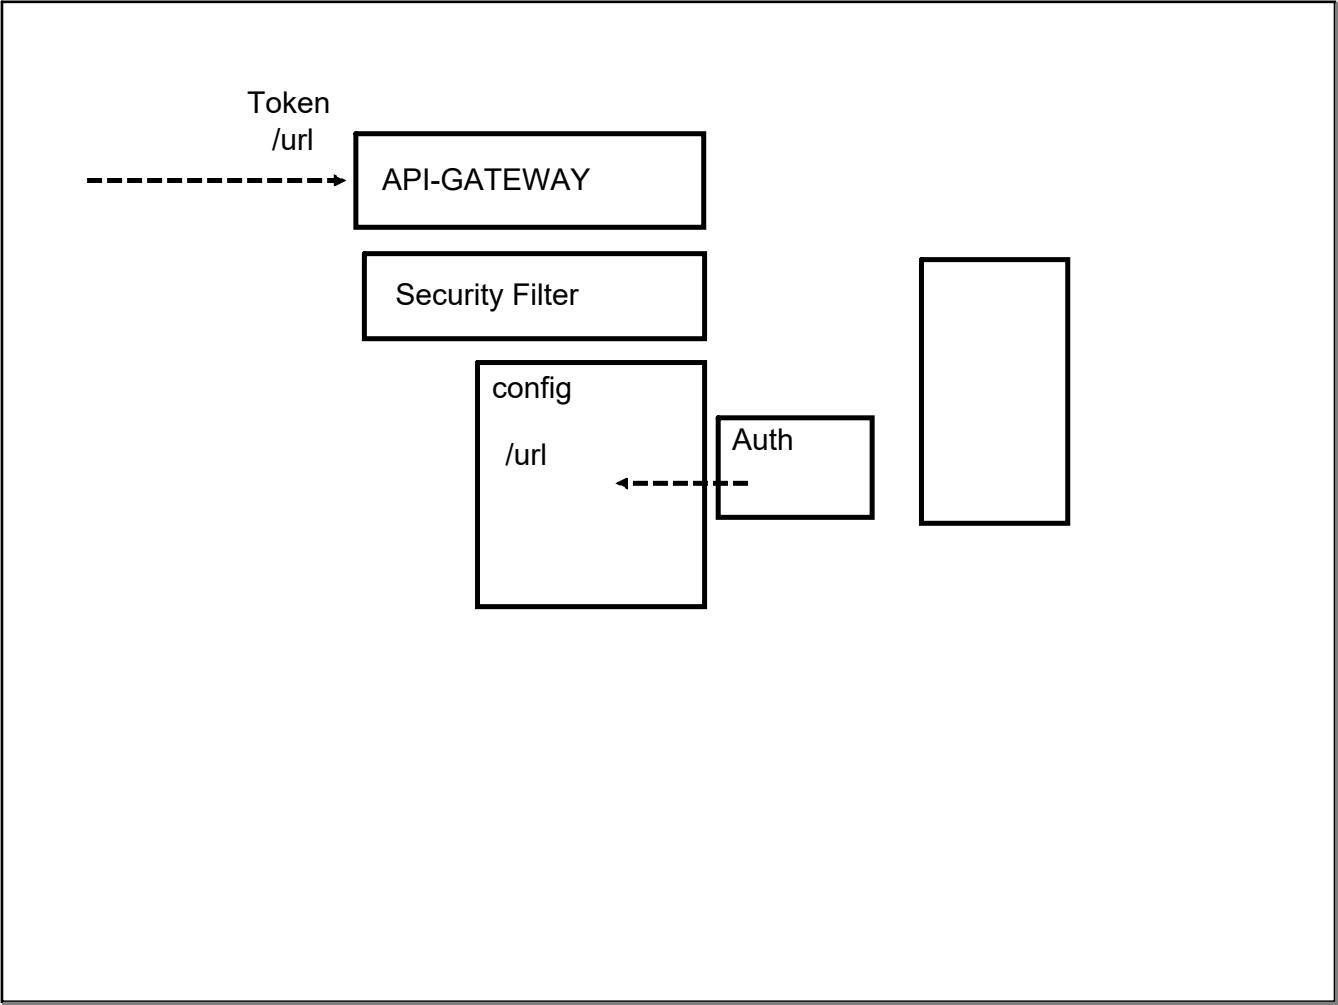 Token
/url
API-GATEWAY
Security Filter
config
/url
Auth